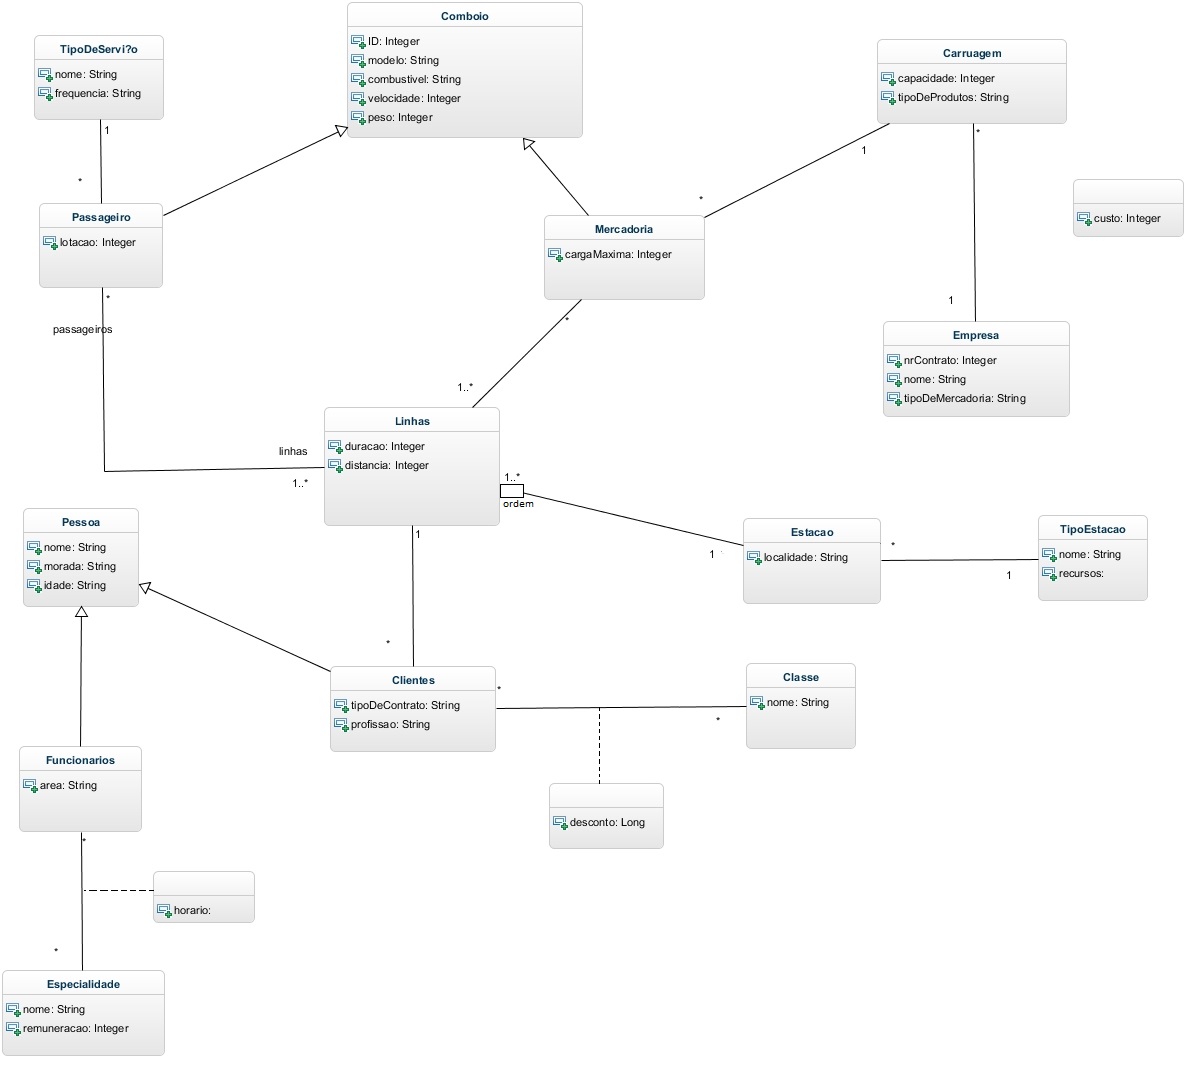 Comboio
ID: Integer
modelo: String
combustivel: String
velocidade: Integer
peso: Integer
TipoDeServi?o
nome: String
frequencia: String
1
*
Carruagem
capacidade: Integer
tipoDeProdutos: String
1
*
*
custo: Integer
Passageiro
lotacao: Integer
*
passageiros
Mercadoria
cargaMaxima: Integer
*
1..*
1
Empresa
nrContrato: Integer
nome: String
tipoDeMercadoria: String
Linhas
duracao: Integer
distancia: Integer
linhas
1..*
1..*
ordem
1
1
Estacao
localidade: String
*
1
TipoEstacao
nome: String
recursos:
Pessoa
nome: String
morada: String
idade: String
*
Clientes
tipoDeContrato: String
profissao: String
*
*
Classe
nome: String
desconto: Long
Funcionarios
area: String
*
horario:
*
Especialidade
nome: String
remuneracao: Integer